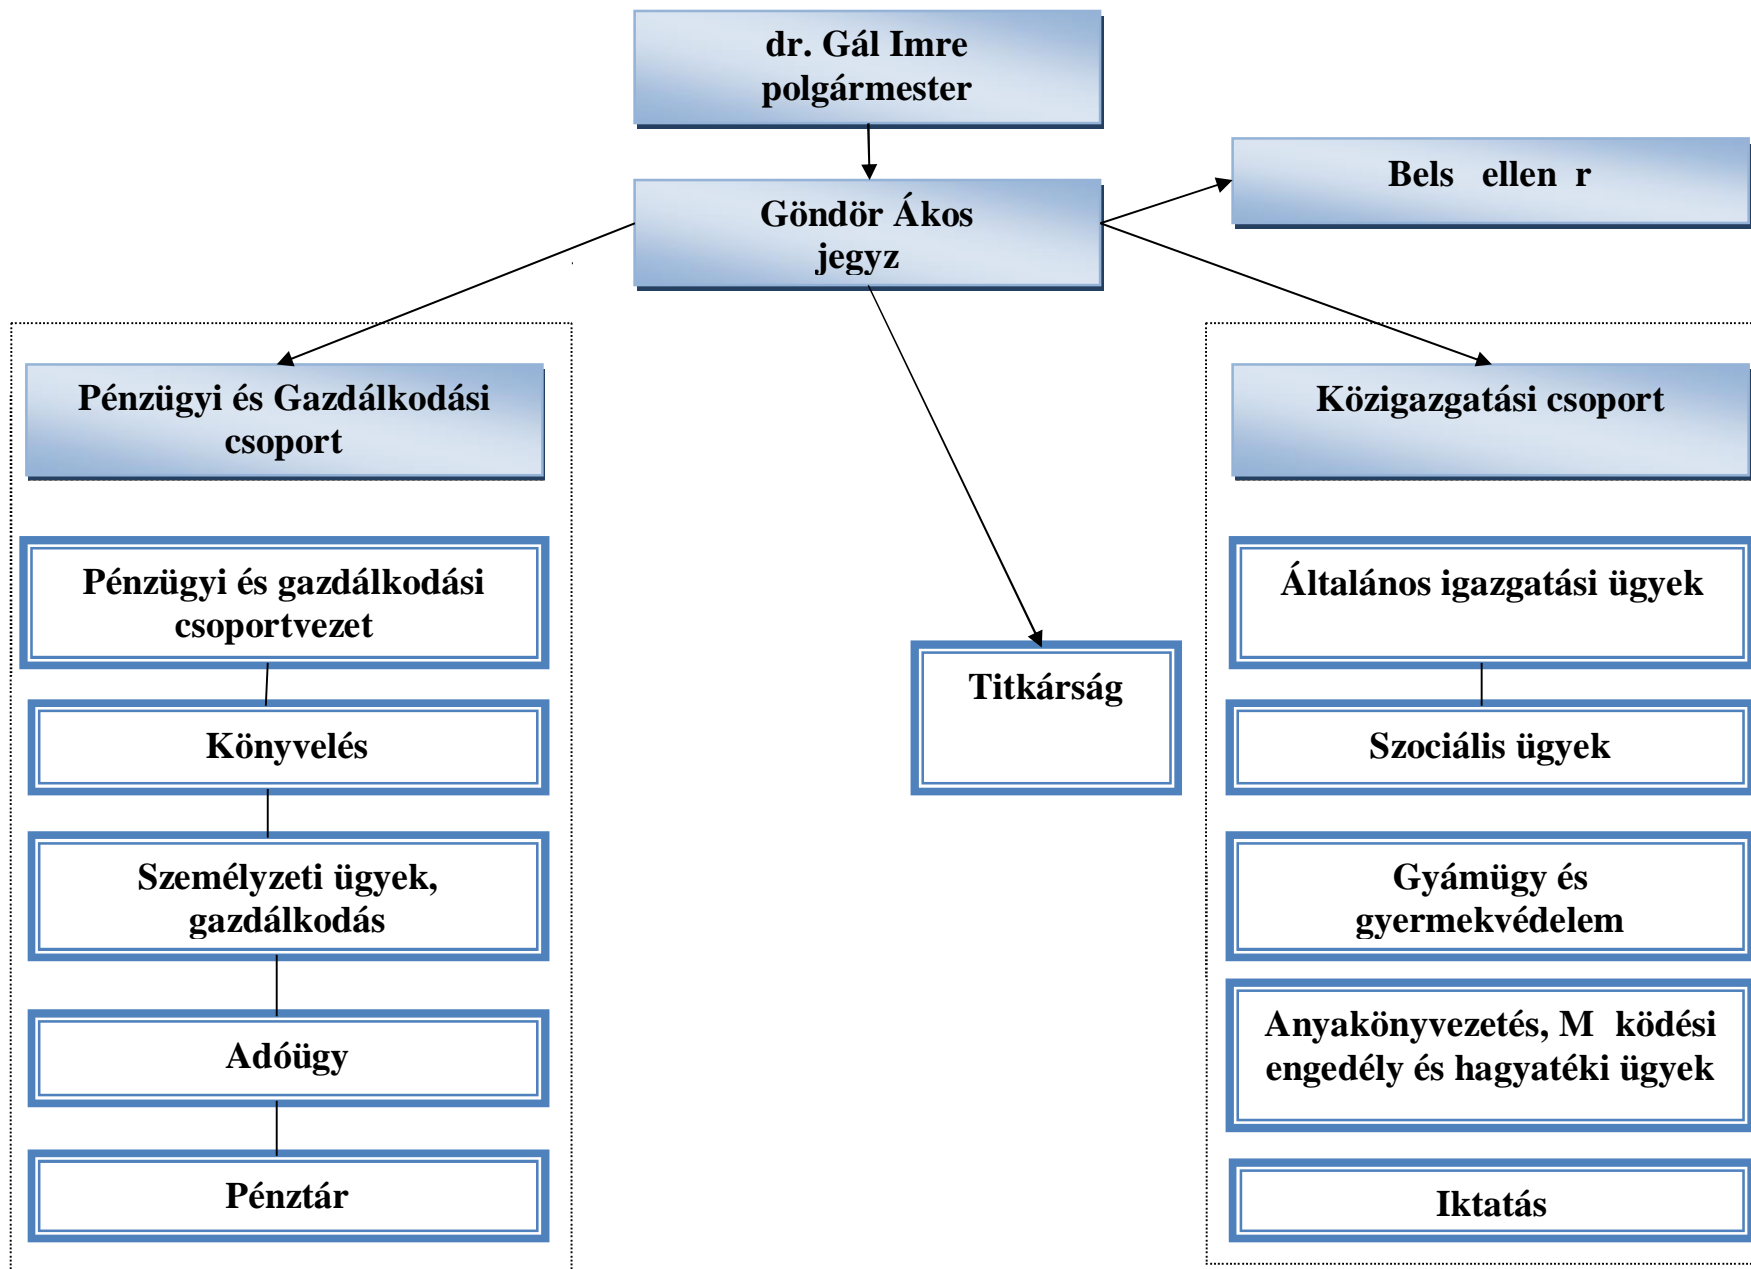 dr. Gál Imre
polgármester
Bels ellen r
Göndör Ákos
jegyz
Pénzügyi és Gazdálkodási
csoport
Közigazgatási csoport
Pénzügyi és gazdálkodási
csoportvezet
Általános igazgatási ügyek
Titkárság
Könyvelés
Szociális ügyek
Személyzeti ügyek,
gazdálkodás
Gyámügy és
gyermekvédelem
Anyakönyvezetés, M ködési
engedély és hagyatéki ügyek
Adóügy
Pénztár
Iktatás